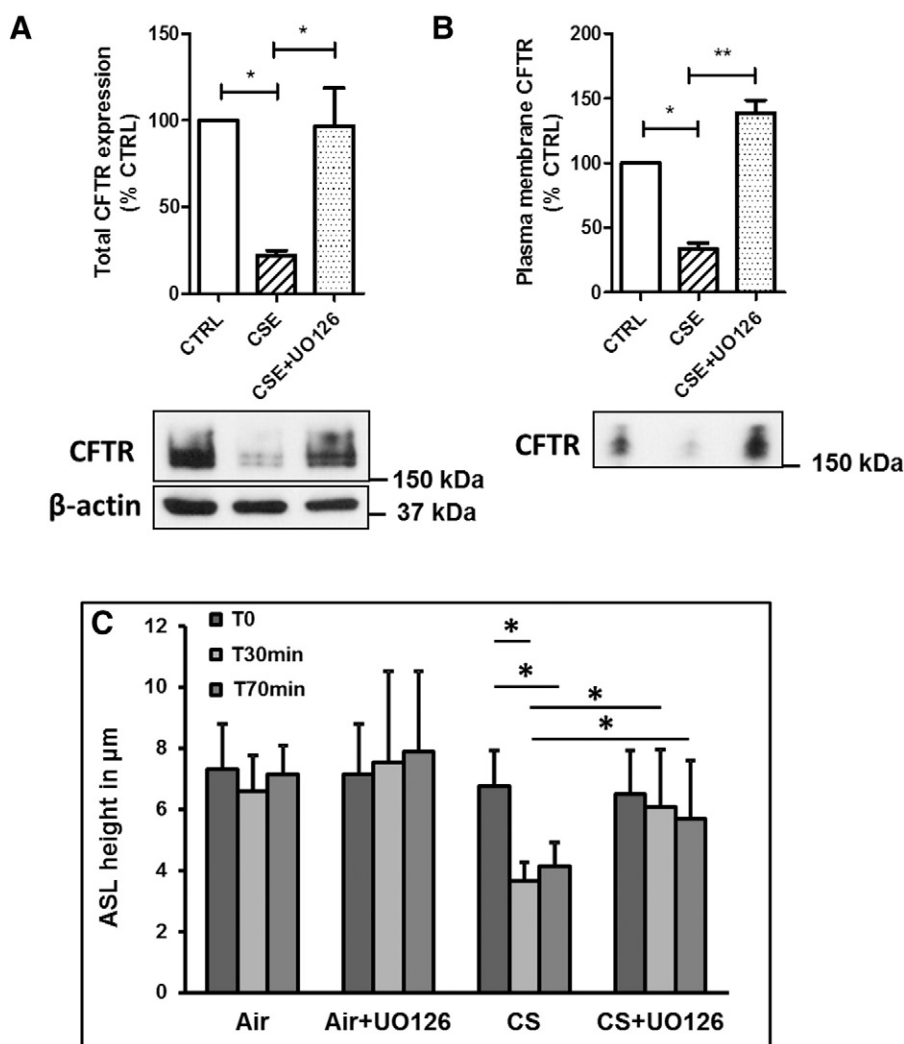 A
Total CFTR expression
(% CTRL)
150
100
50
0
*
*
CTRL
CSE
CSE+UO126
CFTR
150 kDa
β-actin
37 kDa
B
Plasma membrane CFTR
(% CTRL)
200
150
100
50
0
*
**
CTRL
CSE
CSE+UO126
CFTR
150 kDa
C
T0
T30min
T70min
ASL height in µm
12
10
8
6
4
2
0
*
*
*
*
Air
Air+UO126
CS
CS+UO126